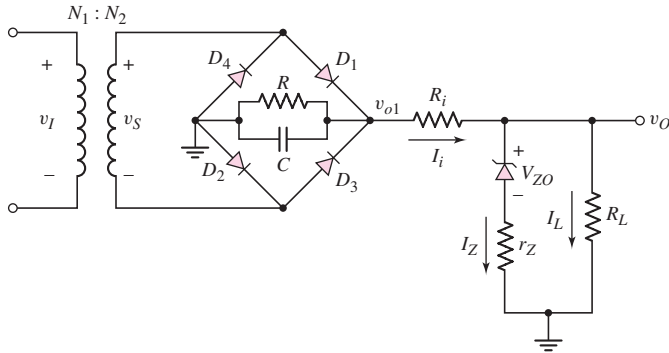 N1 : N2
D4
D1
R
vo1
Ri
vO
+
+
vI
vS
Ii
+
VZO
−
C
D2
D3
−
−
IZ
rZ
IL
RL